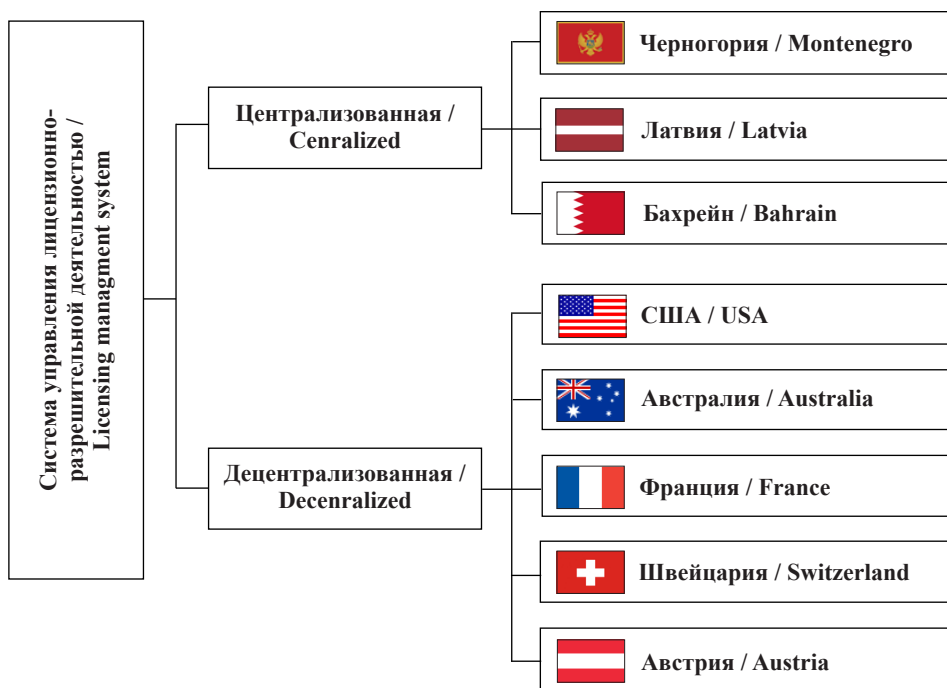 Система управления лицензионно-
разрешительной деятельностью /
Licensing managment system
Централизованная /
Cenralized
Черногория / Montenegro
Латвия / Latvia
Бахрейн / Bahrain
Децентрализованная /
Decenralized
США / USA
Австралия / Australia
Франция / France
Швейцария / Switzerland
Австрия / Austria